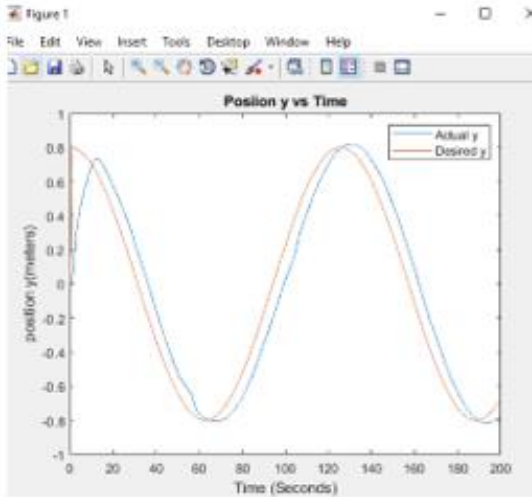 Figure 1
File Edit View Insert Tools Desktop Window Help
Posiion y vs Time
Actual y
Desired y
1
0.8
0.6
0.4
0.2
0
-0.2
-0.4
-0.6
-0.8
-1
position y(meters)
0 20 40 60 80 100 120 140 160 180 200
Time (Seconds)